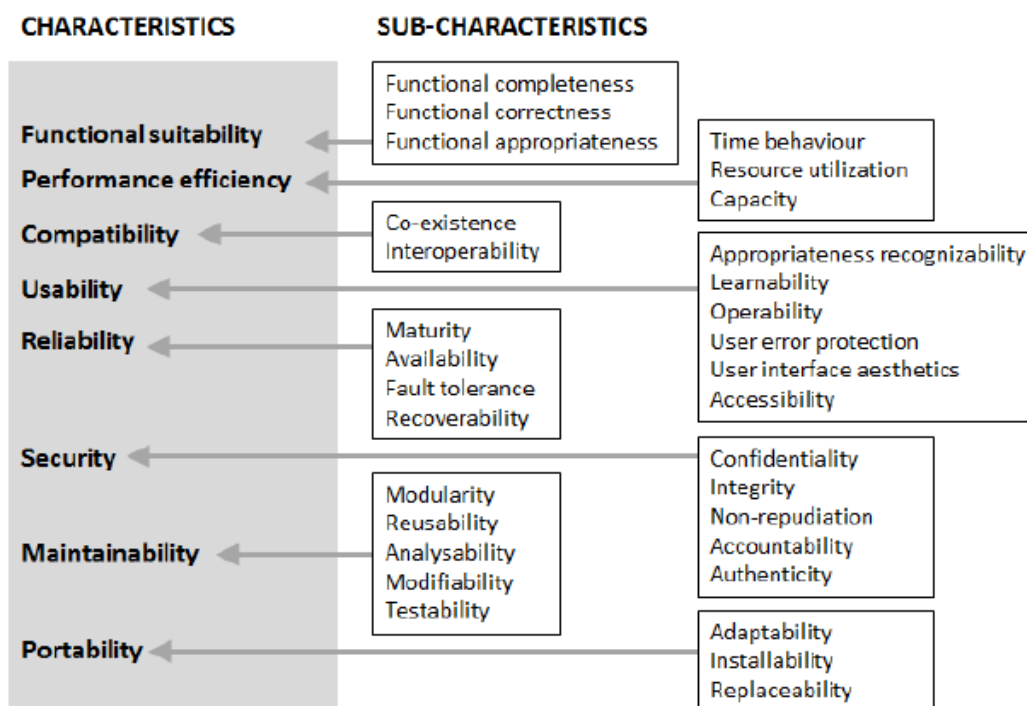 CHARACTERISTICS
SUB-CHARACTERISTICS
Functional suitability
Functional completeness
Functional correctness
Functional appropriateness
Performance efficiency
Time behaviour
Resource utilization
Capacity
Compatibility
Co-existence
Interoperability
Usability
Appropriateness recognizability
Learnability
Operability
User error protection
User interface aesthetics
Accessibility
Reliability
Maturity
Availability
Fault tolerance
Recoverability
Security
Confidentiality
Integrity
Non-repudiation
Accountability
Authenticity
Maintainability
Modularity
Reusability
Analysability
Modifiability
Testability
Portability
Adaptability
Installability
Replaceability